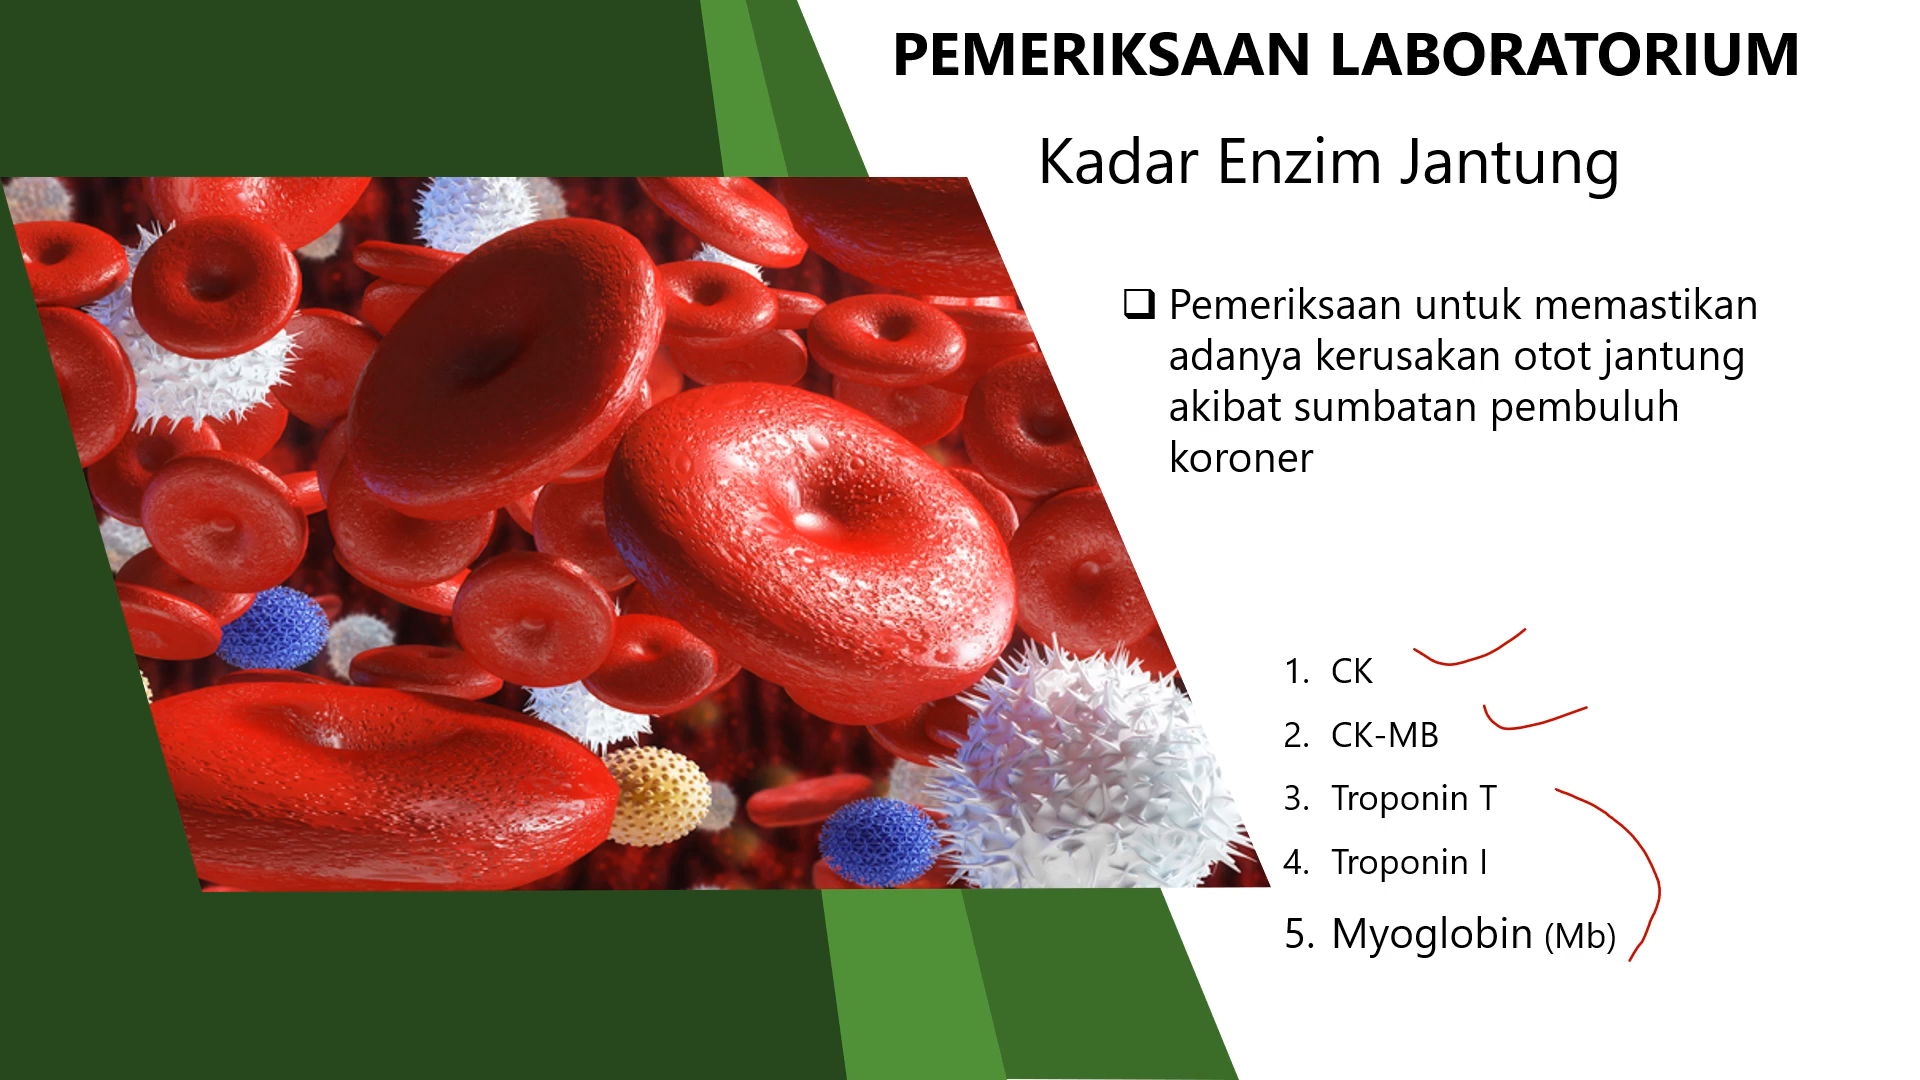 PEMERIKSAAN LABORATORIUM
Kadar Enzim Jantung
❑ Pemeriksaan untuk memastikan
adanya kerusakan otot jantung
akibat sumbatan pembuluh
koroner
1. CK
2. CK-MB
3. Troponin T
4. Troponin I
5. Myoglobin (Mb)